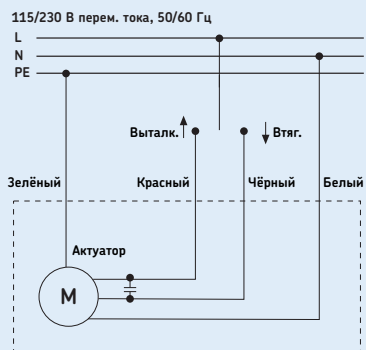 115/230 В перем. тока, 50/60 Гц
L
N
PE
Выталк. Втяг.
Зелёный Красный Чёрный Белый
Актуатор
M